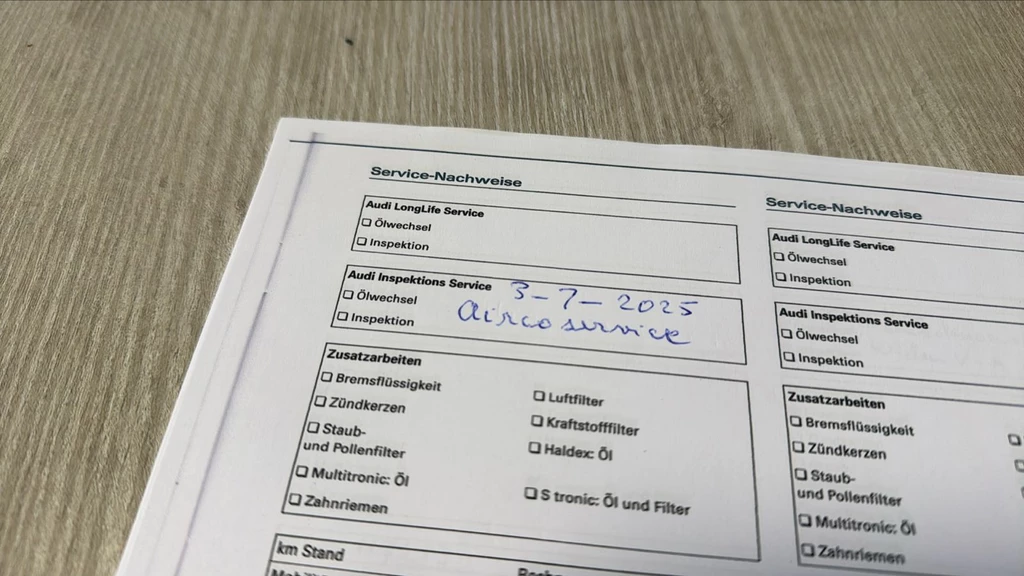 Service-Nachweise
Audi LongLife Service
Ölwechsel
Inspektion
Audi Inspektions Service 3-7-2025
Ölwechsel aircoservice
Inspektion
Zusatzarbeiten
Bremsflüssigkeit
Zündkerzen
Staub-
und Pollenfilter
Multitronic: Öl
Zahnriemen
Luftfilter
Kraftstofffilter
Haldex: Öl
S tronic: Öl und Filter
km Stand
Service-Nachweise
Audi LongLife Service
Ölwechsel
Inspektion
Audi Inspektions Service
Ölwechsel
Inspektion
Zusatzarbeiten
Bremsflüssigkeit
Zündkerzen
Staub-
und Pollenfilter
Multitronic: Öl
Zahnriemen